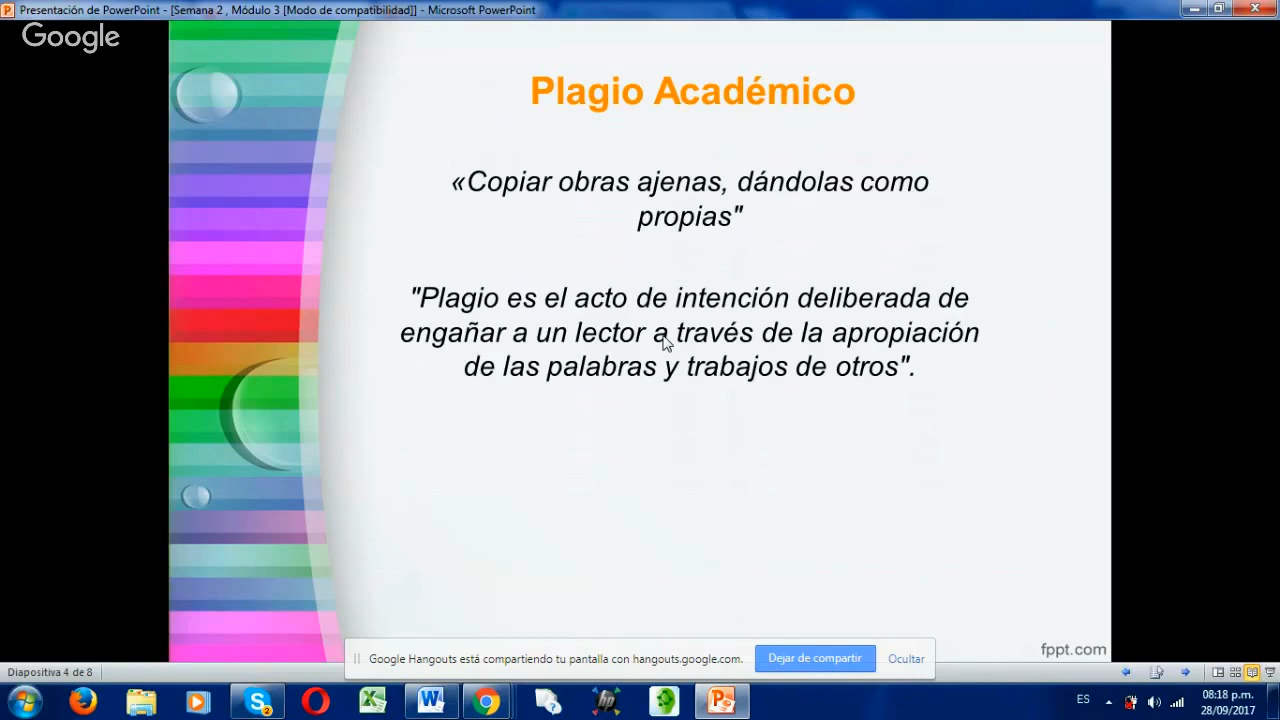 Presentación de PowerPoint - [Semana 2 , Módulo 3 [Modo de compatibilidad]] - Microsoft PowerPoint
Google
Plagio Académico
«Copiar obras ajenas, dándolas como
propias"
"Plagio es el acto de intención deliberada de
engañar a un lector a través de la apropiación
de las palabras y trabajos de otros".
fppt.com
Google Hangouts está compartiendo tu pantalla con hangouts.google.com.
Dejar de compartir
Ocultar
Diapositiva 4 de 8
ES
08:18 p.m.
28/09/2017